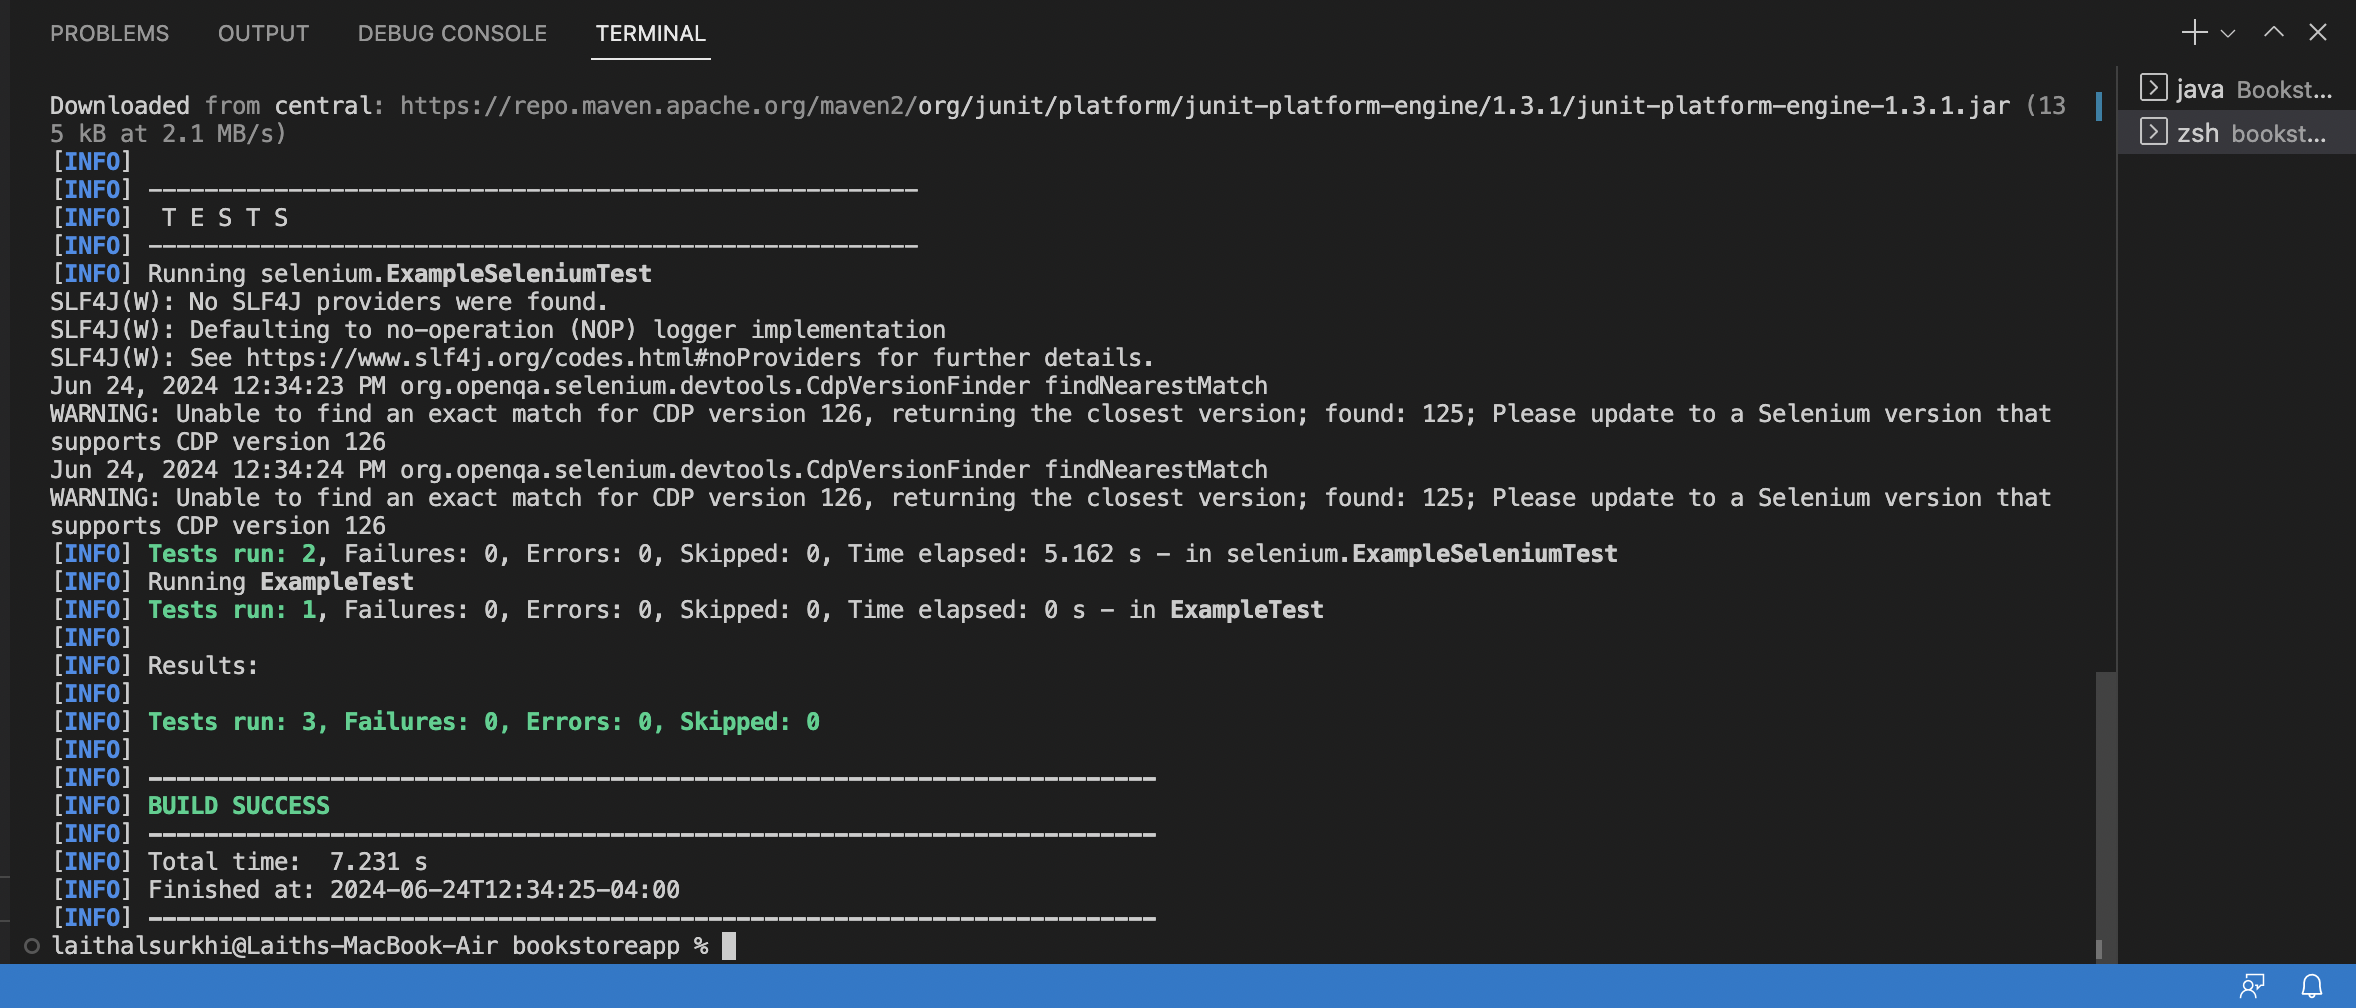 PROBLEMS OUTPUT DEBUG CONSOLE TERMINAL
java Bookst...
zsh bookst...
Downloaded from central: https://repo.maven.apache.org/maven2/org/junit/platform/junit-platform-engine/1.3.1/junit-platform-engine-1.3.1.jar (13
5 kB at 2.1 MB/s)
[INFO]
[INFO] -------------------------------------------------------
[INFO]  T E S T S
[INFO] -------------------------------------------------------
[INFO] Running selenium.ExampleSeleniumTest
SLF4J(W): No SLF4J providers were found.
SLF4J(W): Defaulting to no-operation (NOP) logger implementation
SLF4J(W): See https://www.slf4j.org/codes.html#noProviders for further details.
Jun 24, 2024 12:34:23 PM org.openqa.selenium.devtools.CdpVersionFinder findNearestMatch
WARNING: Unable to find an exact match for CDP version 126, returning the closest version; found: 125; Please update to a Selenium version that
supports CDP version 126
Jun 24, 2024 12:34:24 PM org.openqa.selenium.devtools.CdpVersionFinder findNearestMatch
WARNING: Unable to find an exact match for CDP version 126, returning the closest version; found: 125; Please update to a Selenium version that
supports CDP version 126
[INFO] Tests run: 2, Failures: 0, Errors: 0, Skipped: 0, Time elapsed: 5.162 s - in selenium.ExampleSeleniumTest
[INFO] Running ExampleTest
[INFO] Tests run: 1, Failures: 0, Errors: 0, Skipped: 0, Time elapsed: 0 s - in ExampleTest
[INFO]
[INFO] Results:
[INFO]
[INFO] Tests run: 3, Failures: 0, Errors: 0, Skipped: 0
[INFO]
[INFO] ------------------------------------------------------------------------
[INFO] BUILD SUCCESS
[INFO] ------------------------------------------------------------------------
[INFO] Total time:  7.231 s
[INFO] Finished at: 2024-06-24T12:34:25-04:00
[INFO] ------------------------------------------------------------------------
laithalsurkhi@Laiths-MacBook-Air bookstoreapp %